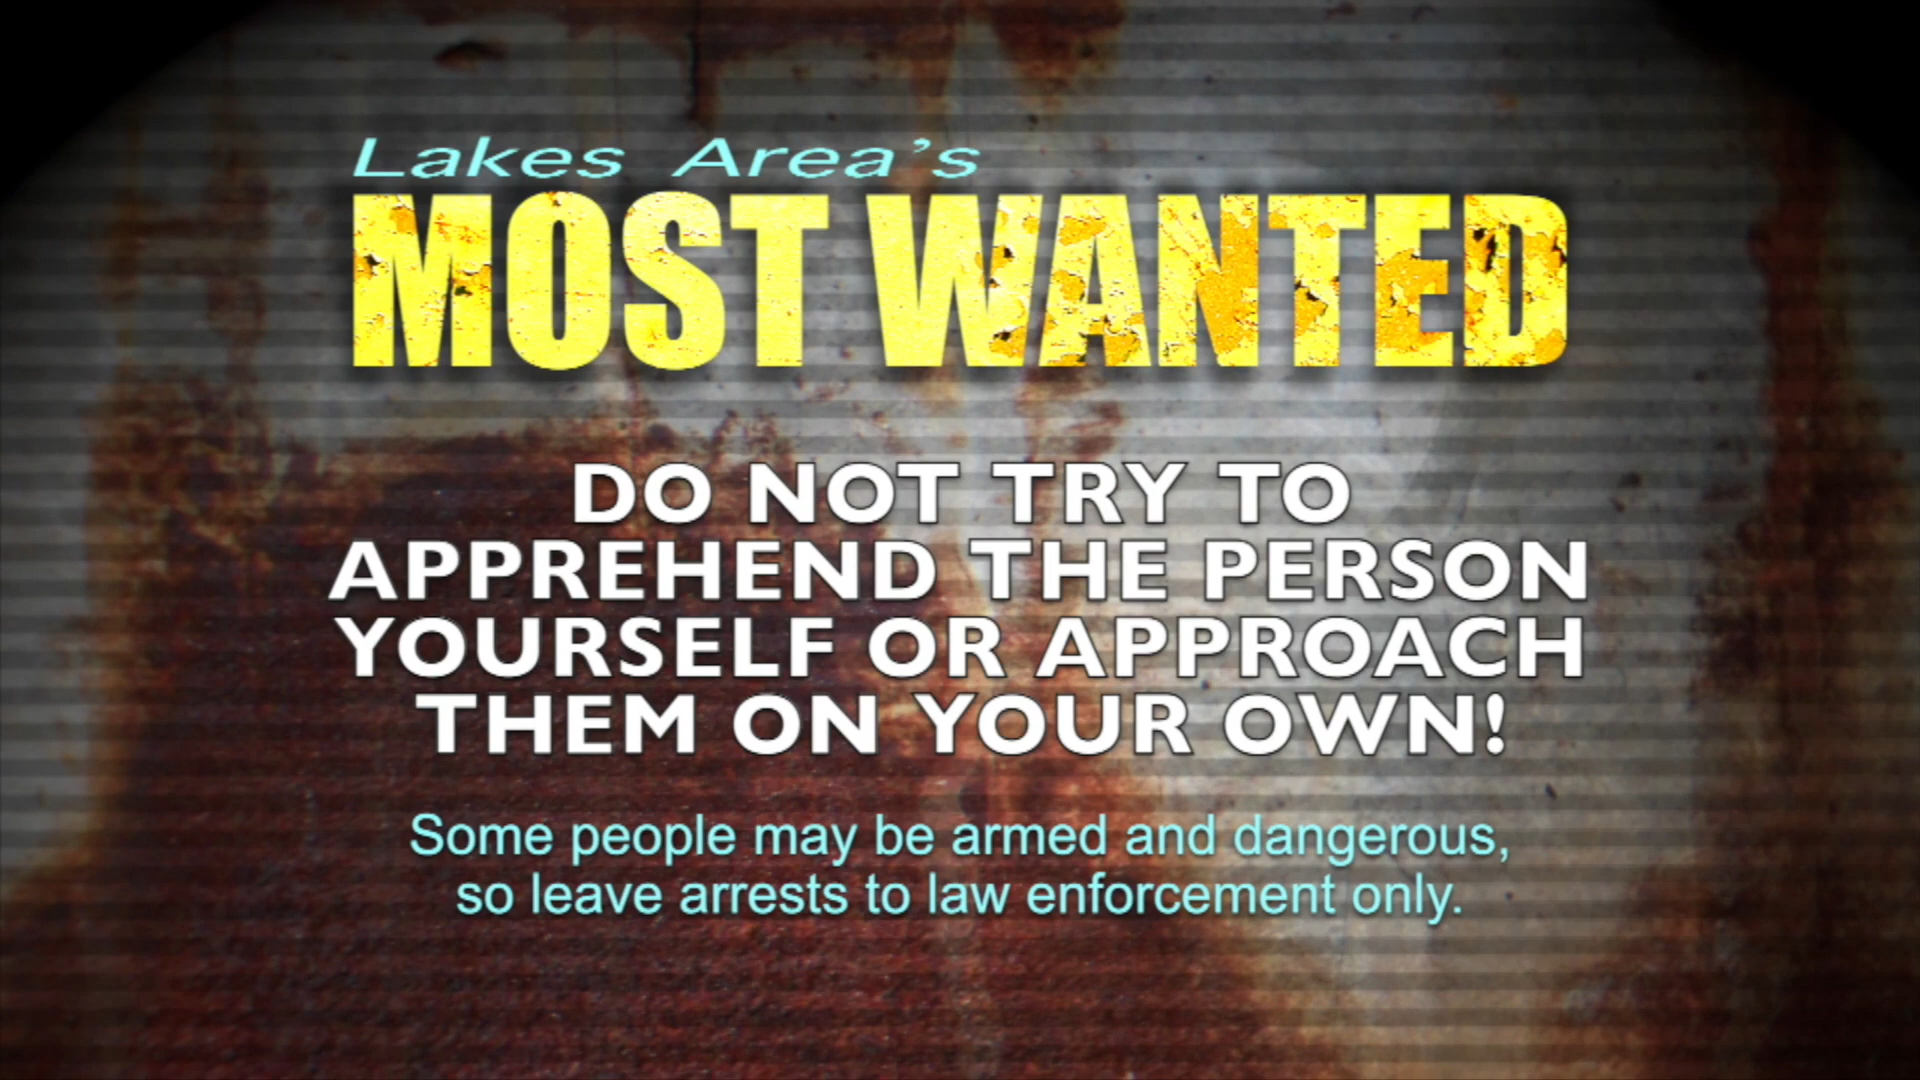 Lakes Area's
MOST WANTED
DO NOT TRY TO
APPREHEND THE PERSON
YOURSELF OR APPROACH
THEM ON YOUR OWN!
Some people may be armed and dangerous,
so leave arrests to law enforcement only.